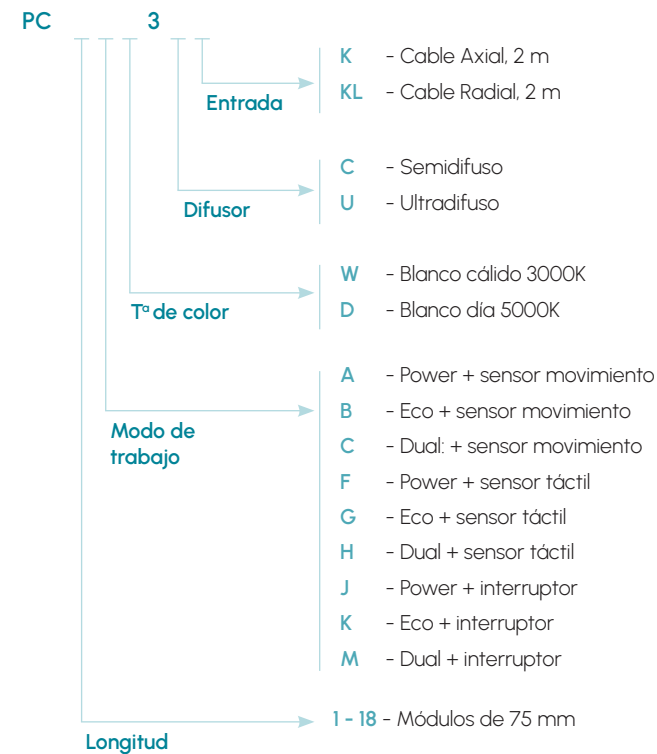 PC 3
K - Cable Axial, 2 m
KL - Cable Radial, 2 m
Entrada
C - Semidifuso
U - Ultradifuso
Difusor
W - Blanco cálido 3000K
D - Blanco día 5000K
Tª de color
A - Power + sensor movimiento
B - Eco + sensor movimiento
C - Dual: + sensor movimiento
F - Power + sensor táctil
G - Eco + sensor táctil
H - Dual + sensor táctil
J - Power + interruptor
K - Eco + interruptor
M - Dual + interruptor
Modo de
trabajo
1 - 18 - Módulos de 75 mm
Longitud